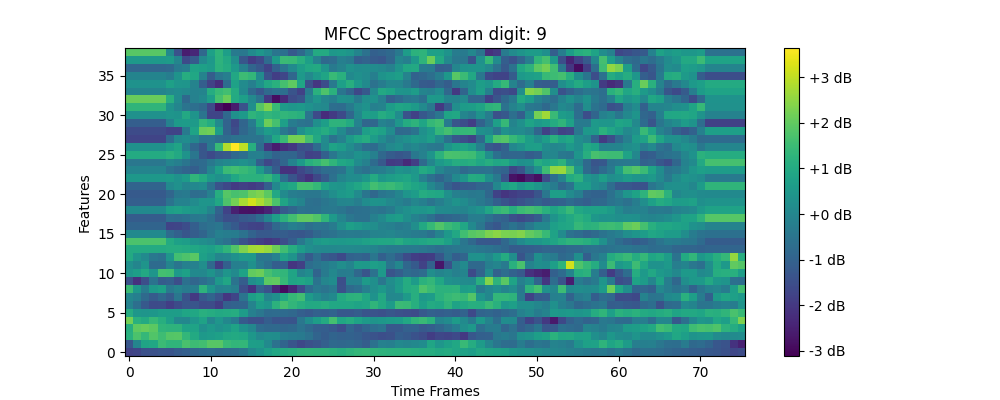 MFCC Spectrogram digit: 9
Features
35
30
25
20
15
10
5
0
0 10 20 30 40 50 60 70
Time Frames
+3 dB
+2 dB
+1 dB
+0 dB
-1 dB
-2 dB
-3 dB